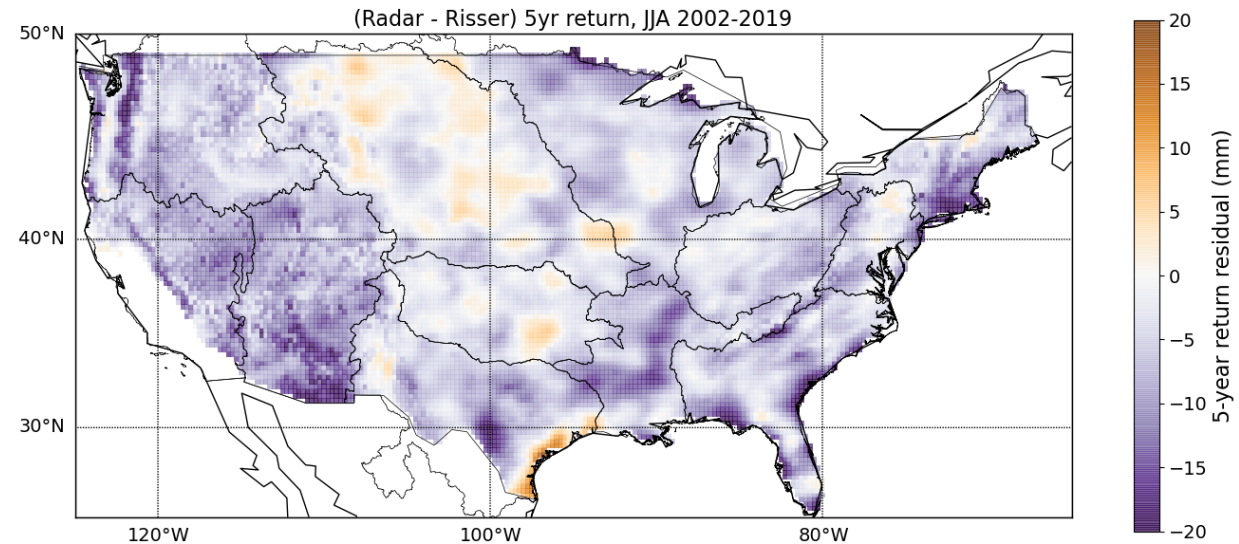 (Radar - Risser) 5yr return, JJA 2002-2019
50°N
40°N
30°N
120°W
100°W
80°W
20
15
10
5
0
−5
−10
−15
−20
5-year return residual (mm)